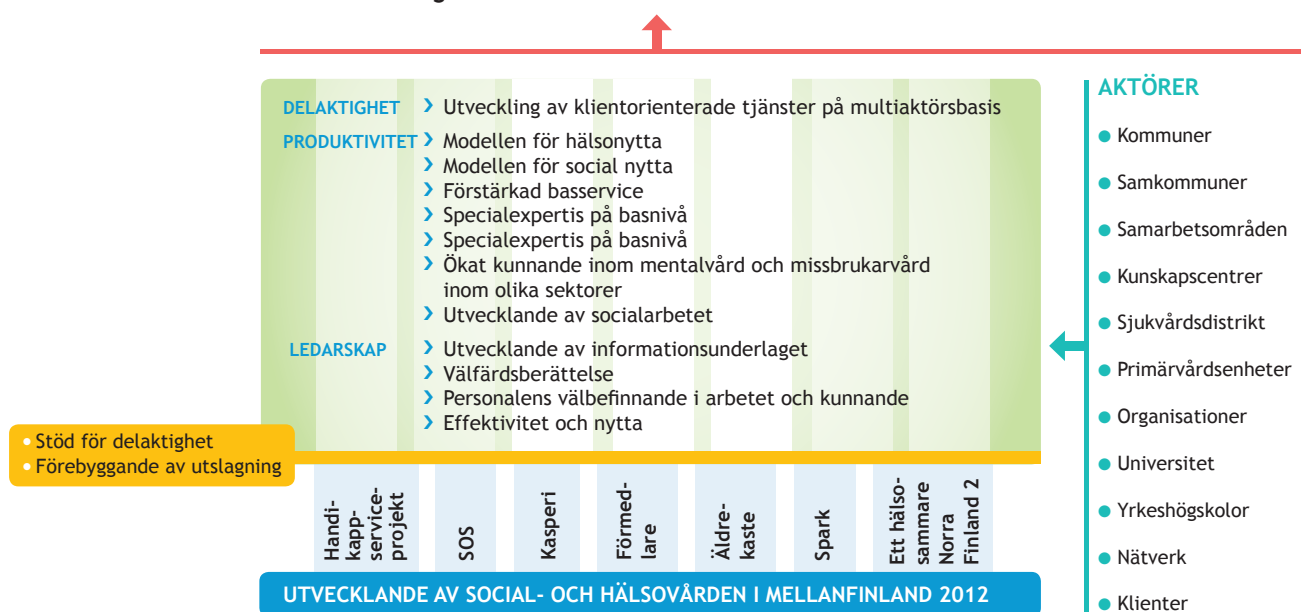 DELAKTIGHET › Utveckling av klientorienterade tjänster på multiaktörsbasis
PRODUKTIVITET › Modellen för hälsonytta
› Modellen för social nytta
› Förstärkad basservice
› Specialexpertis på basnivå
› Specialexpertis på basnivå
› Ökat kunnande inom mentalvård och missbrukarvård
inom olika sektorer
› Utvecklande av socialarbetet
LEDARSKAP › Utvecklande av informationsunderlaget
› Välfärdsberättelse
› Personalens välbefinnande i arbetet och kunnande
› Effektivitet och nytta
• Stöd för delaktighet
• Förebyggande av utslagning
Handi-
kapp-
service-
projekt
SOS
Kasperi
Förmed-
lare
Äldre-
kaste
Spark
Ett hälso-
sammare
Norra
Finland 2
UTVECKLANDE AV SOCIAL- OCH HÄLSOVÅRDEN I MELLANFINLAND 2012
AKTÖRER
• Kommuner
• Samkommuner
• Samarbetsområden
• Kunskapscentrer
• Sjukvårdsdistrikt
• Primärvårdsenheter
• Organisationer
• Universitet
• Yrkeshögskolor
• Nätverk
• Klienter